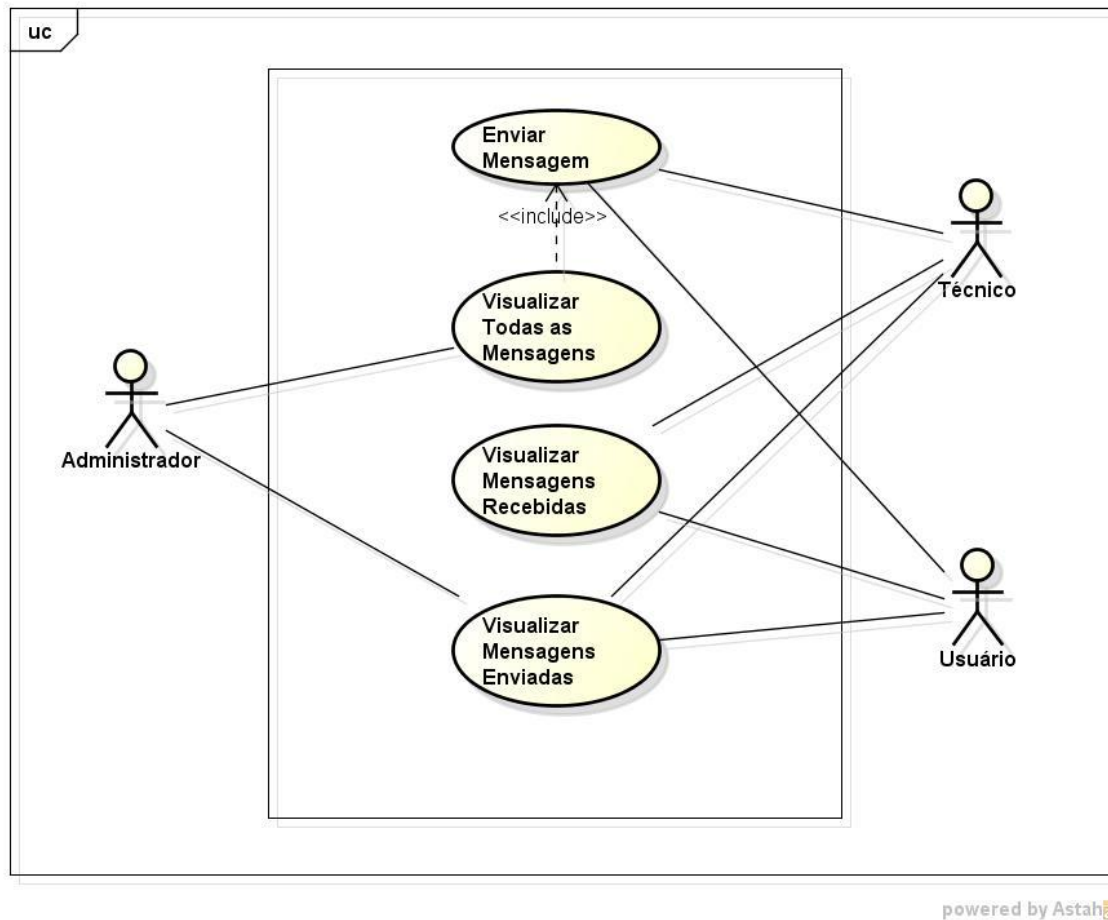 uc
Enviar
Mensagem
<<include>>
Técnico
Visualizar
Todas as
Mensagens
Administrador
Visualizar
Mensagens
Recebidas
Visualizar
Mensagens
Enviadas
Usuário
powered by Astah